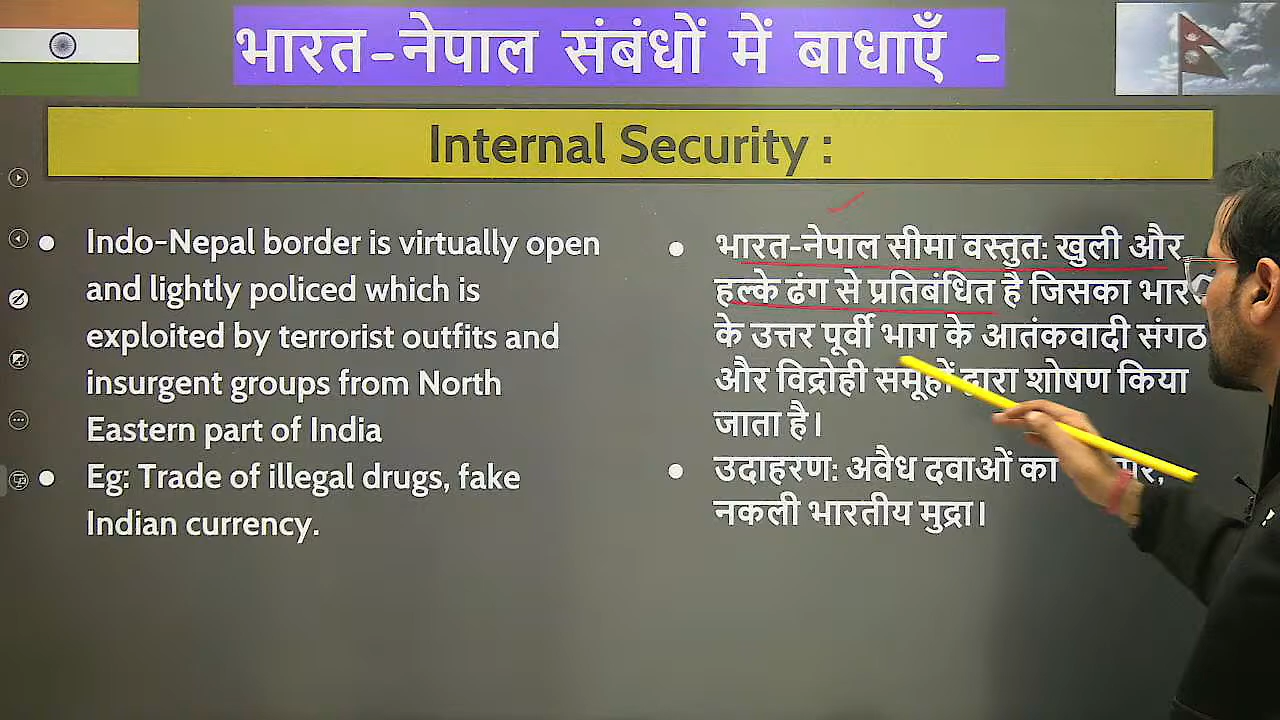 भारत-नेपाल संबंधों में बाधाएँ -
Internal Security :
Indo-Nepal border is virtually open
and lightly policed which is
exploited by terrorist outfits and
insurgent groups from North
Eastern part of India
Eg: Trade of illegal drugs, fake
Indian currency.
भारत-नेपाल सीमा वस्तुत: खुली और
हल्के ढंग से प्रतिबंधित है जिसका
के उत्तर पूर्वी भाग के आतंकवादी
और विद्रोही समूहों द्वारा शोषण किया
जाता है।
उदाहरण: अवैध दवाओं का
नकली भारतीय मुद्रा।